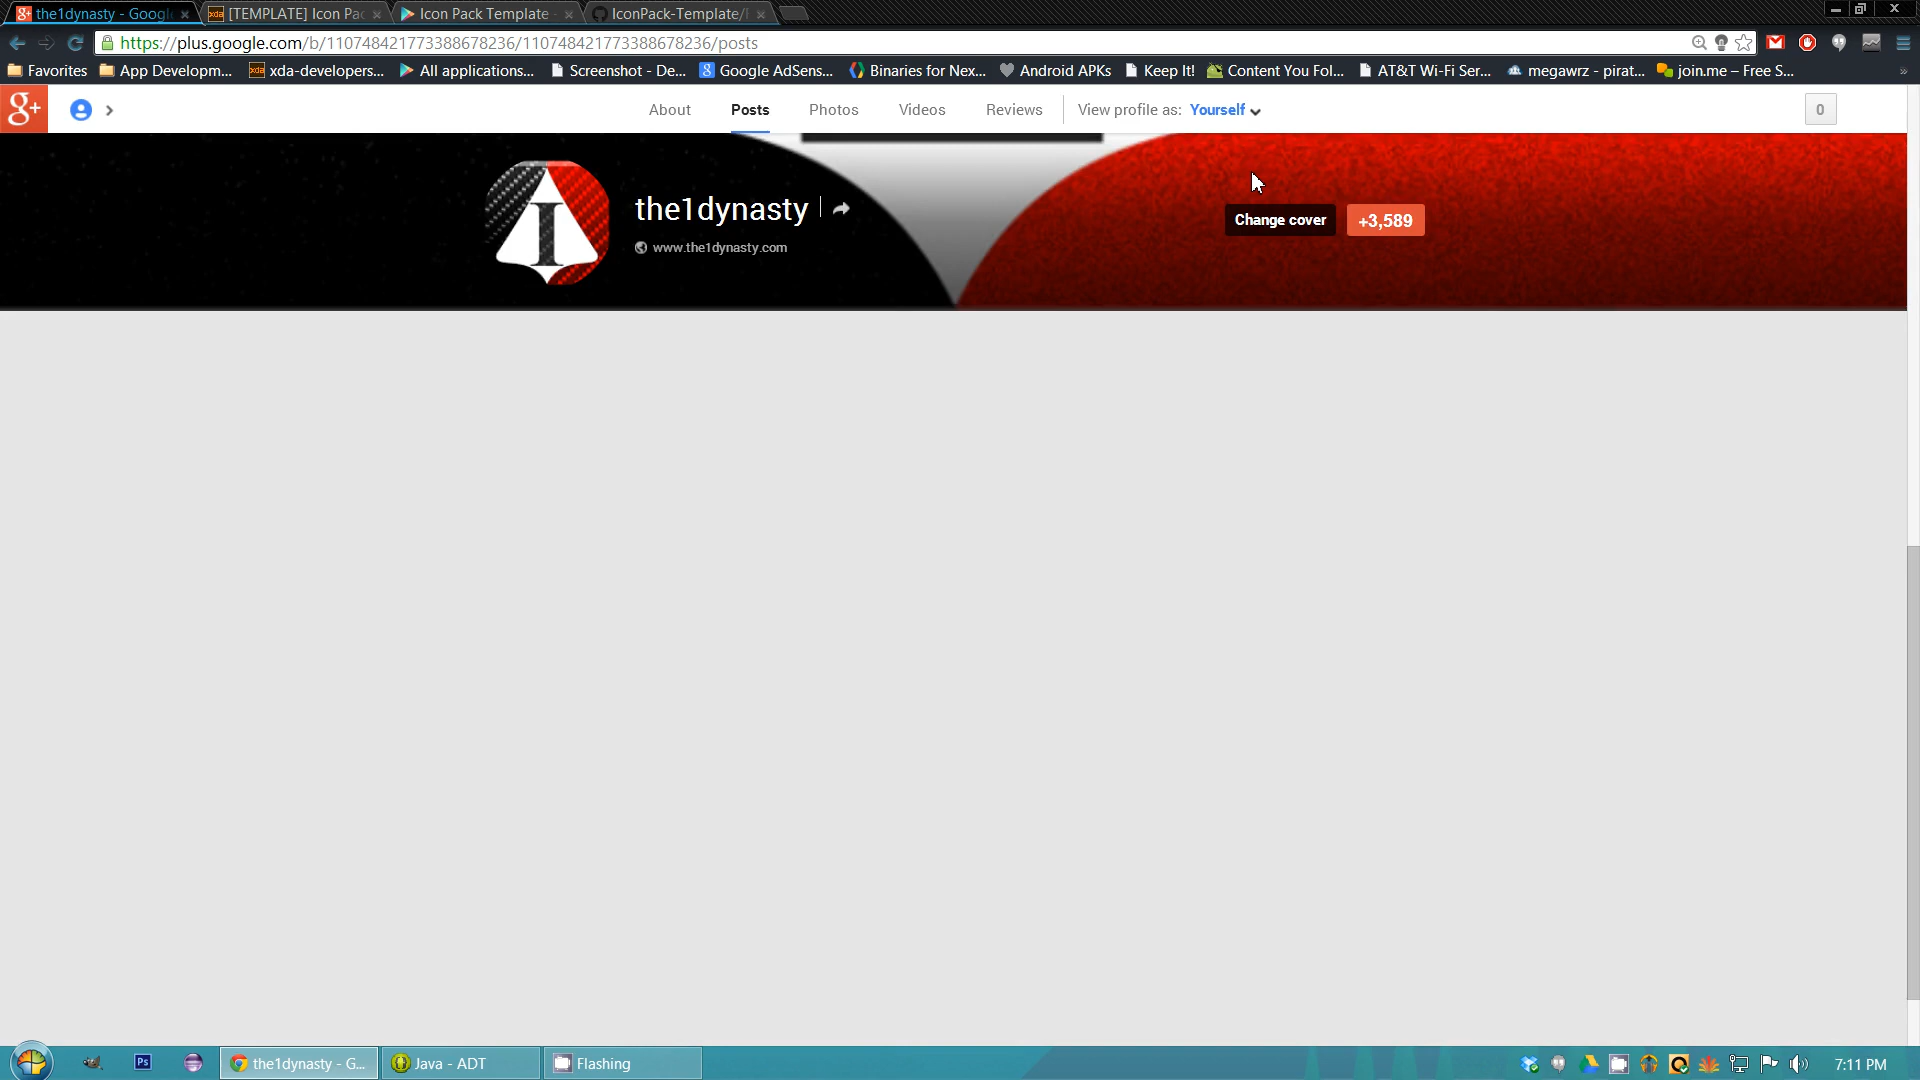 the1dynasty - Googl
[TEMPLATE] Icon Pac
Icon Pack Template -
IconPack-Template/
https://plus.google.com/b/110748421773388678236/110748421773388678236/posts
Favorites
App Developm...
xda-developers...
All applications...
Screenshot - De...
Google AdSens...
Binaries for Nex...
Android APKs
Keep It!
Content You Fol...
AT&T Wi-Fi Ser...
megawrz - pirat...
join.me – Free S...
g+
About
Posts
Photos
Videos
Reviews
View profile as: Yourself
0
the1dynasty
www.the1dynasty.com
Change cover
+3,589
Ps
the1dynasty - G...
Java - ADT
Flashing
7:11 PM